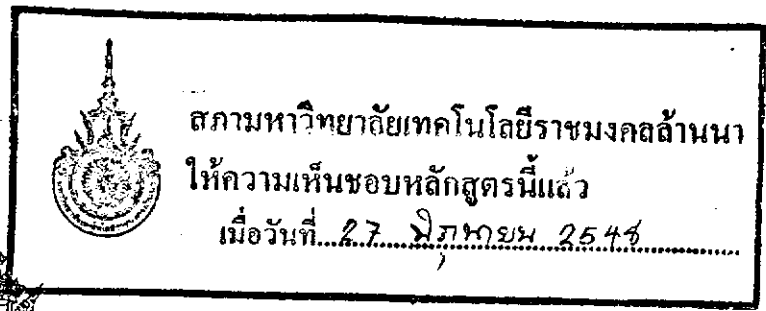 สภามหาวิทยาลัยเทคโนโลยีราชมงคลล้านนา
ให้ความเห็นชอบหลักสูตรนี้แล้ว
เมื่อวันที่...27 มิถุนายน 2548...